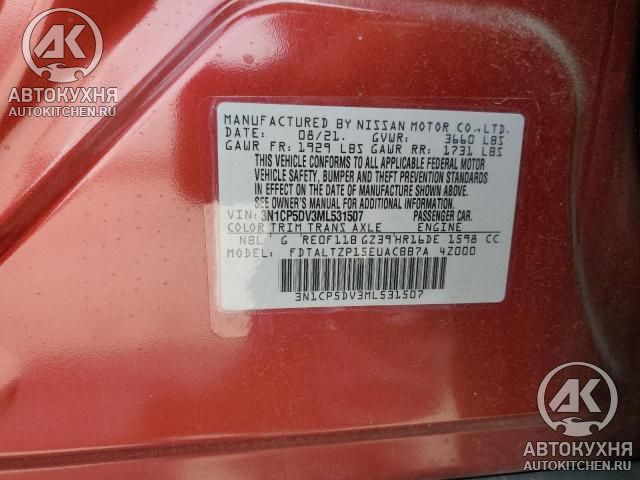 AK
АВТОКУХНЯ
AUTOKITCHEN.RU
MANUFACTURED BY NISSAN MOTOR CO.,LTD.
DATE: 08/21. GVWR: 3660 LBS
GAWR FR: 1929 LBS GAWR RR: 1731 LBS
THIS VEHICLE CONFORMS TO ALL APPLICABLE FEDERAL MOTOR
VEHICLE SAFETY, BUMPER AND THEFT PREVENTION STANDARDS
IN EFFECT ON THE DATE OF MANUFACTURE SHOWN ABOVE.
SEE OWNER'S MANUAL FOR ADDITIONAL INFORMATION.
VIN: 3N1CP5DV3ML531507 PASSENGER CAR.
COLOR TRIM TRANS AXLE ENGINE
NBL G RE0F11B GZ39 HR16DE 1598 CC
MODEL: FDTALTZP15EUACBB7A 4Z000
3N1CP5DV3ML531507
AK
АВТОКУХНЯ
AUTOKITCHEN.RU